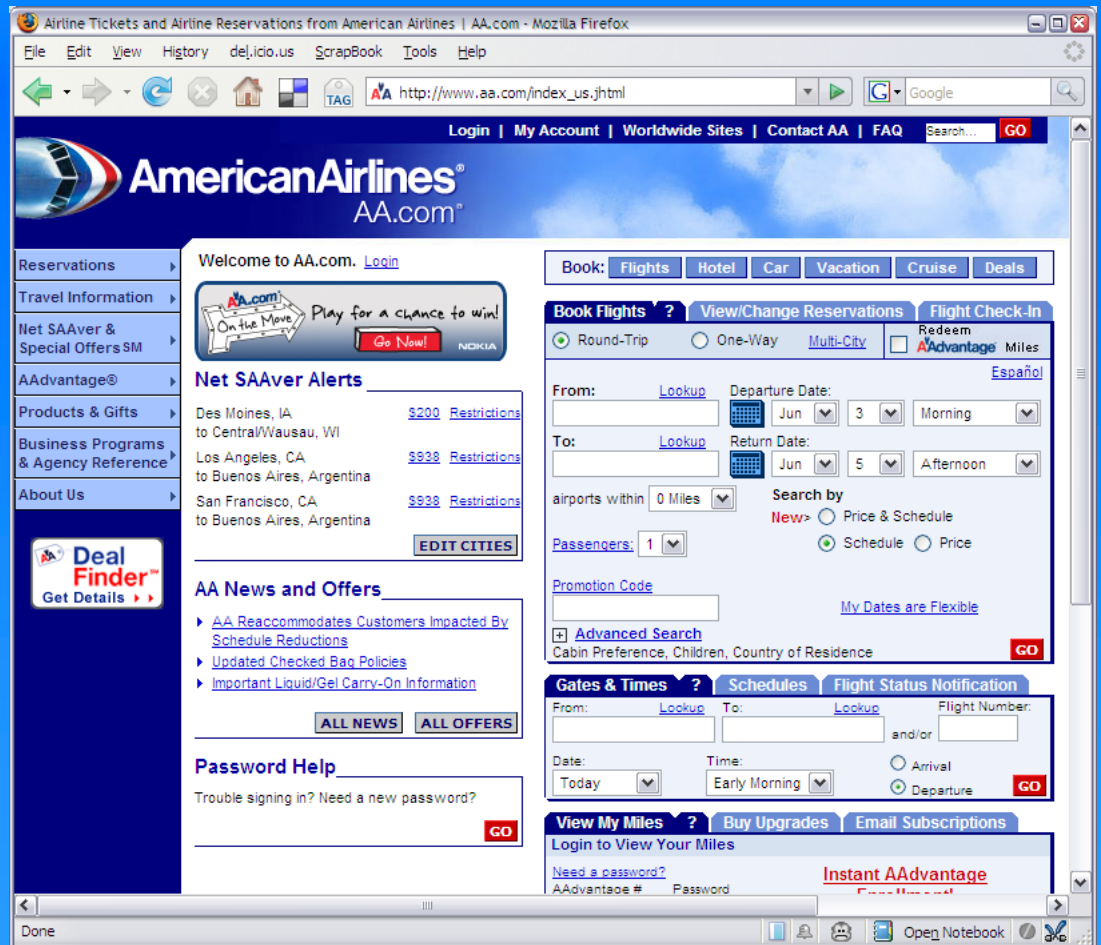 Airline Tickets and Airline Reservations from American Airlines | AA.com - Mozilla Firefox
File Edit View History del.icio.us ScrapBook Tools Help
TAG AA http://www.aa.com/index_us.jhtml G Google
Login | My Account | Worldwide Sites | Contact AA | FAQ Search... GO
AmericanAirlines®
AA.com®
Reservations
Travel Information
Net SAAver &
Special Offers SM
AAdvantage®
Products & Gifts
Business Programs
& Agency Reference
About Us
AA Deal
Finder™
Get Details
Welcome to AA.com. Login
AA.com
On the Move
Play for a chance to win!
Go Now! NOKIA
Net SAAver Alerts
Des Moines, IA $200 Restrictions
to Central/Wausau, WI
Los Angeles, CA $938 Restrictions
to Buenos Aires, Argentina
San Francisco, CA $938 Restrictions
to Buenos Aires, Argentina
EDIT CITIES
AA News and Offers
AA Reaccommodates Customers Impacted By
Schedule Reductions
Updated Checked Bag Policies
Important Liquid/Gel Carry-On Information
ALL NEWS ALL OFFERS
Password Help
Trouble signing in? Need a new password?
GO
Book: Flights Hotel Car Vacation Cruise Deals
Book Flights ? View/Change Reservations Flight Check-In
Round-Trip One-Way Multi-City Redeem
AAdvantage® Miles
Español
From: Lookup Departure Date:
Jun 3 Morning
To: Lookup Return Date:
Jun 5 Afternoon
airports within 0 Miles Search by
New> Price & Schedule
Passengers: 1 Schedule Price
Promotion Code
My Dates are Flexible
+ Advanced Search
Cabin Preference, Children, Country of Residence GO
Gates & Times ? Schedules Flight Status Notification
From: Lookup To: Lookup Flight Number:
and/or
Date: Time: Arrival
Today Early Morning Departure GO
View My Miles ? Buy Upgrades Email Subscriptions
Login to View Your Miles
Need a password? Instant AAdvantage
AAdvantage # Password Enrollment!
Done Open Notebook